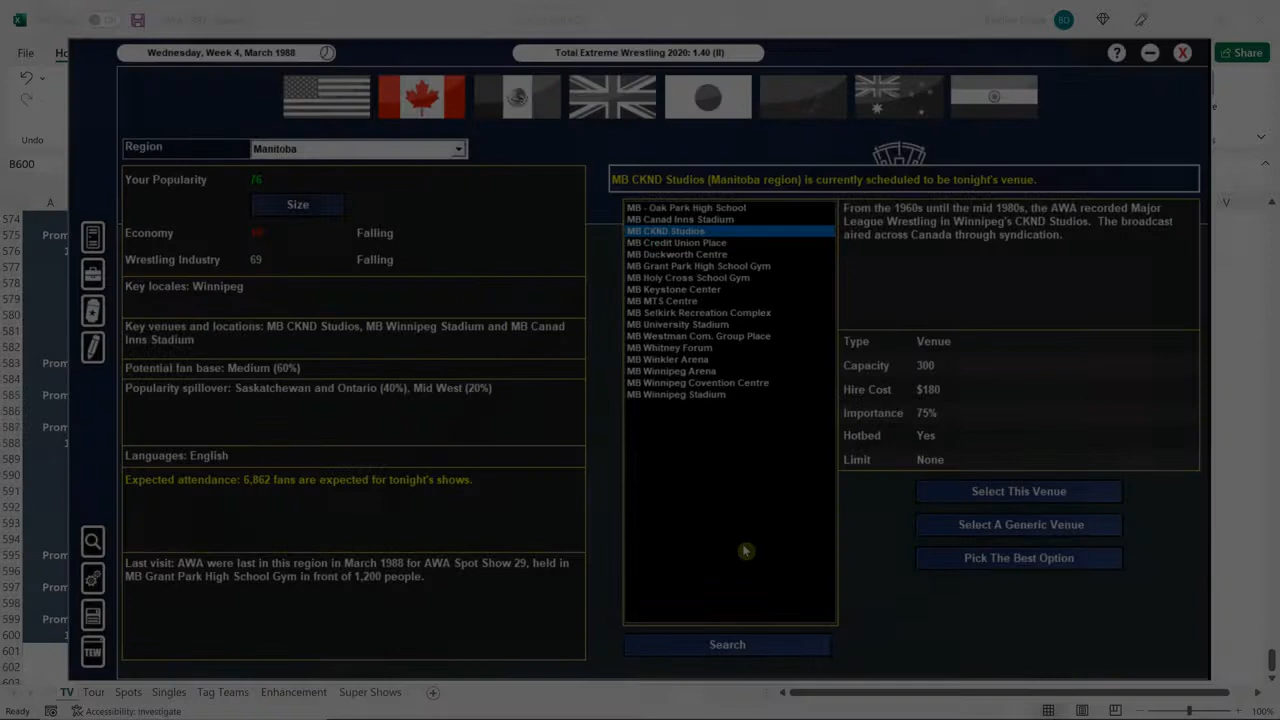 Wednesday, Week 4, March 1988
Total Extreme Wrestling 2020: 1.40 (II)
BD
Share
File
Undo
B600
Region
Manitoba
Your Popularity 76
Size
Economy Falling
Wrestling Industry 69 Falling
Key locales: Winnipeg
Key venues and locations: MB CKND Studios, MB Winnipeg Stadium and MB Canad
Inns Stadium
Potential fan base: Medium (60%)
Popularity spillover: Saskatchewan and Ontario (40%), Mid West (20%)
Languages: English
Expected attendance: 6,862 fans are expected for tonight's shows.
Last visit: AWA were last in this region in March 1988 for AWA Spot Show 29, held in
MB Grant Park High School Gym in front of 1,200 people.
MB CKND Studios (Manitoba region) is currently scheduled to be tonight's venue.
MB - Oak Park High School
MB Canad Inns Stadium
MB CKND Studios
MB Credit Union Place
MB Duckworth Centre
MB Grant Park High School Gym
MB Holy Cross School Gym
MB Keystone Center
MB MTS Centre
MB Selkirk Recreation Complex
MB University Stadium
MB Westman Com. Group Place
MB Whitney Forum
MB Winkler Arena
MB Winnipeg Arena
MB Winnipeg Covention Centre
MB Winnipeg Stadium
Search
From the 1960s until the mid 1980s, the AWA recorded Major
League Wrestling in Winnipeg's CKND Studios. The broadcast
aired across Canada through syndication.
Type Venue
Capacity 300
Hire Cost $180
Importance 75%
Hotbed Yes
Limit None
Select This Venue
Select A Generic Venue
Pick The Best Option
TEW
A
V
574
575 Prom
576
577
578
579
580
581
582
583 Prom
584
585 Prom
586
587 Prom
588
589
590
591
592
593
594
595 Prom
596
597 Prom
598
599 Prom
600
601
602
TV Tour Spots Singles Tag Teams Enhancement Super Shows
Ready
Accessibility: Investigate
100%